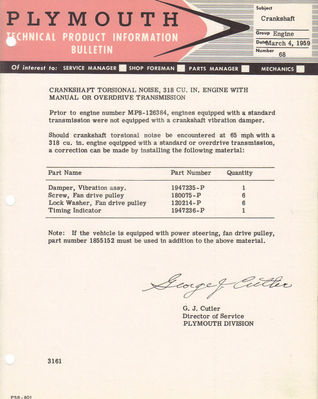 PLYMOUTH
TECHNICAL PRODUCT INFORMATION
BULLETIN
Subject
Crankshaft
Group Engine
Date March 4, 1959
Number
68
Of interest to: SERVICE MANAGER SHOP FOREMAN PARTS MANAGER MECHANICS
CRANKSHAFT TORSIONAL NOISE, 318 CU. IN. ENGINE WITH
MANUAL OR OVERDRIVE TRANSMISSION
Prior to engine number MP8-126384, engines equipped with a standard
transmission were not equipped with a crankshaft vibration damper.
Should crankshaft torsional noise be encountered at 65 mph with a
318 cu. in. engine equipped with a standard or overdrive transmission,
a correction can be made by installing the following material:
Part Name Part Number Quantity
Damper, Vibration assy. 1947235-P 1
Screw, Fan drive pulley 180075-P 6
Lock Washer, Fan drive pulley 120214-P 6
Timing Indicator 1947236-P 1
Note: If the vehicle is equipped with power steering, fan drive pulley,
part number 1855152 must be used in addition to the above material.
George J. Cutler
G. J. Cutler
Director of Service
PLYMOUTH DIVISION
3161
PS8-801